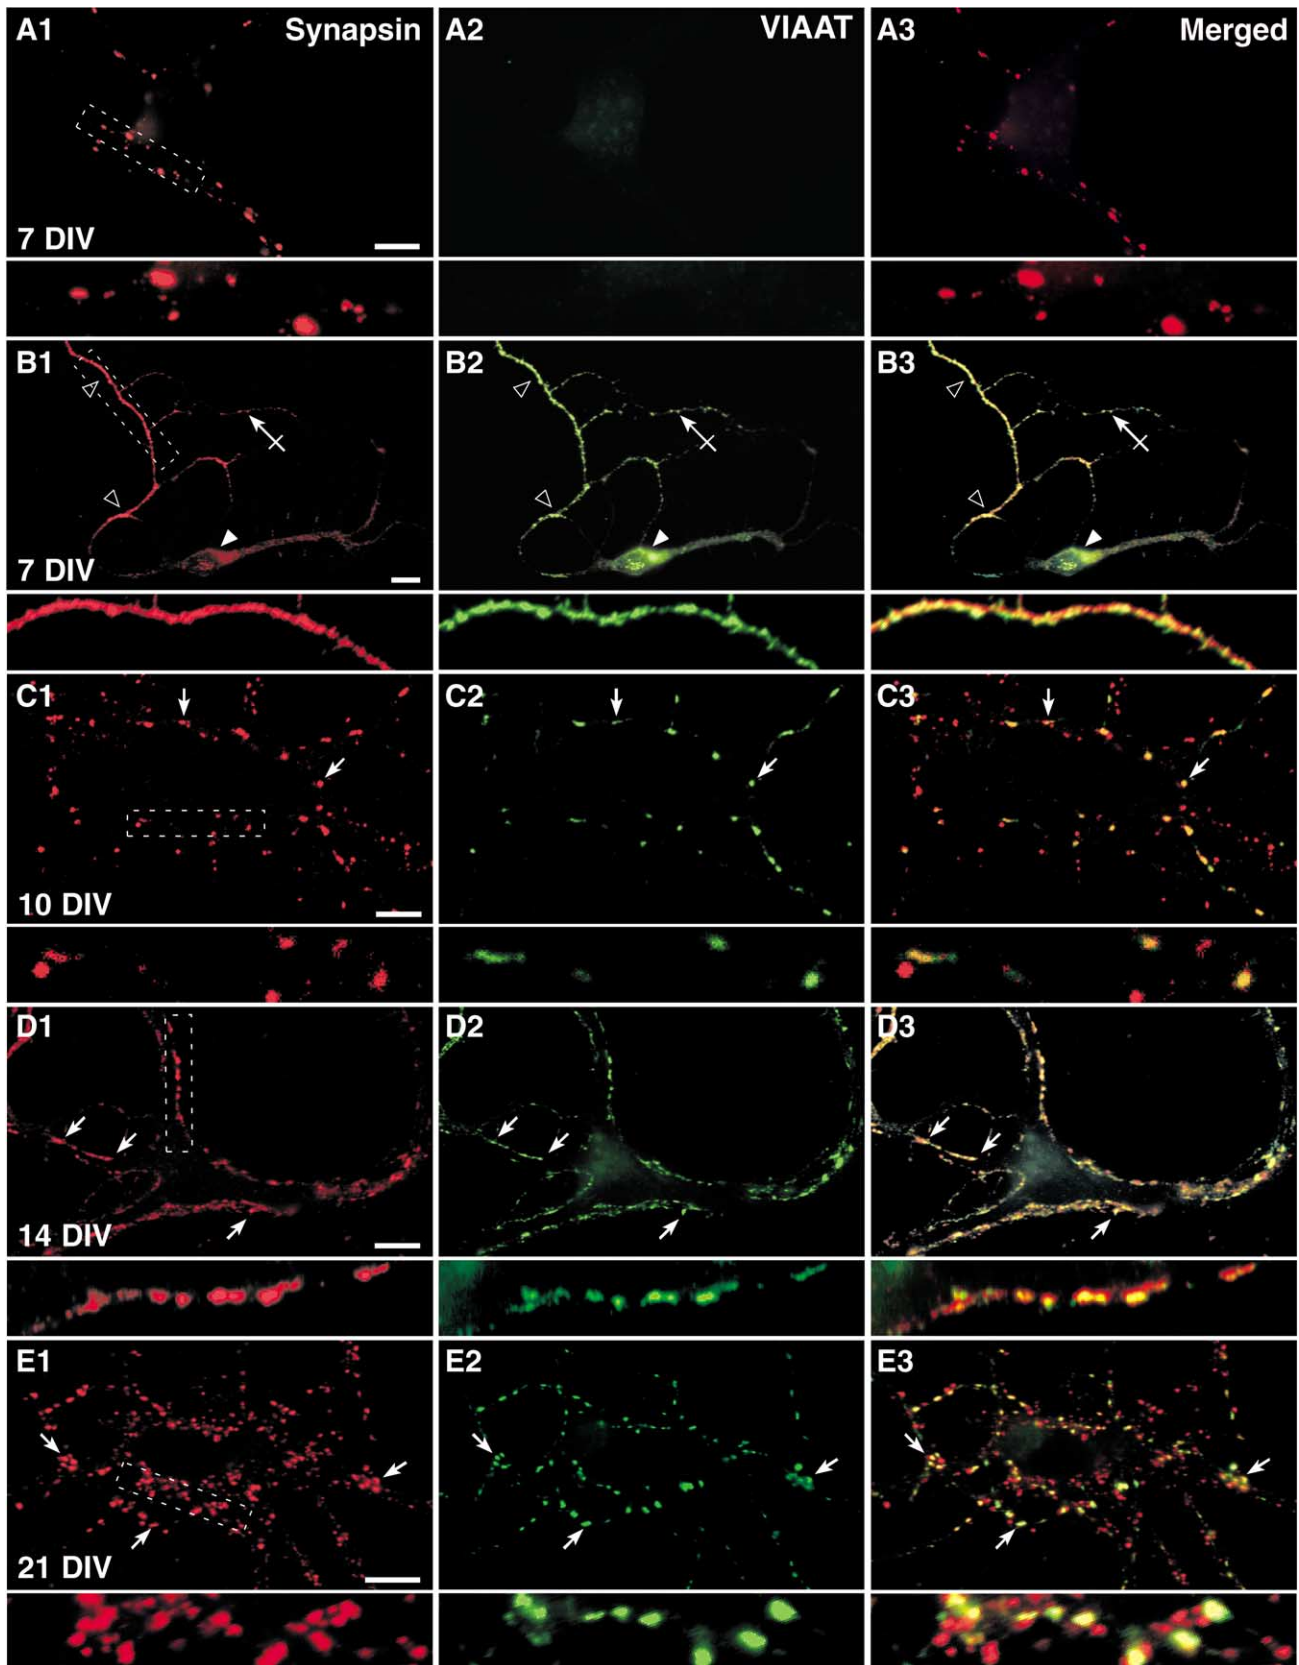 A1 Synapsin A2 VIAAT A3 Merged
7 DIV
B1 B2 B3
7 DIV
C1 C2 C3
10 DIV
D1 D2 D3
14 DIV
E1 E2 E3
21 DIV